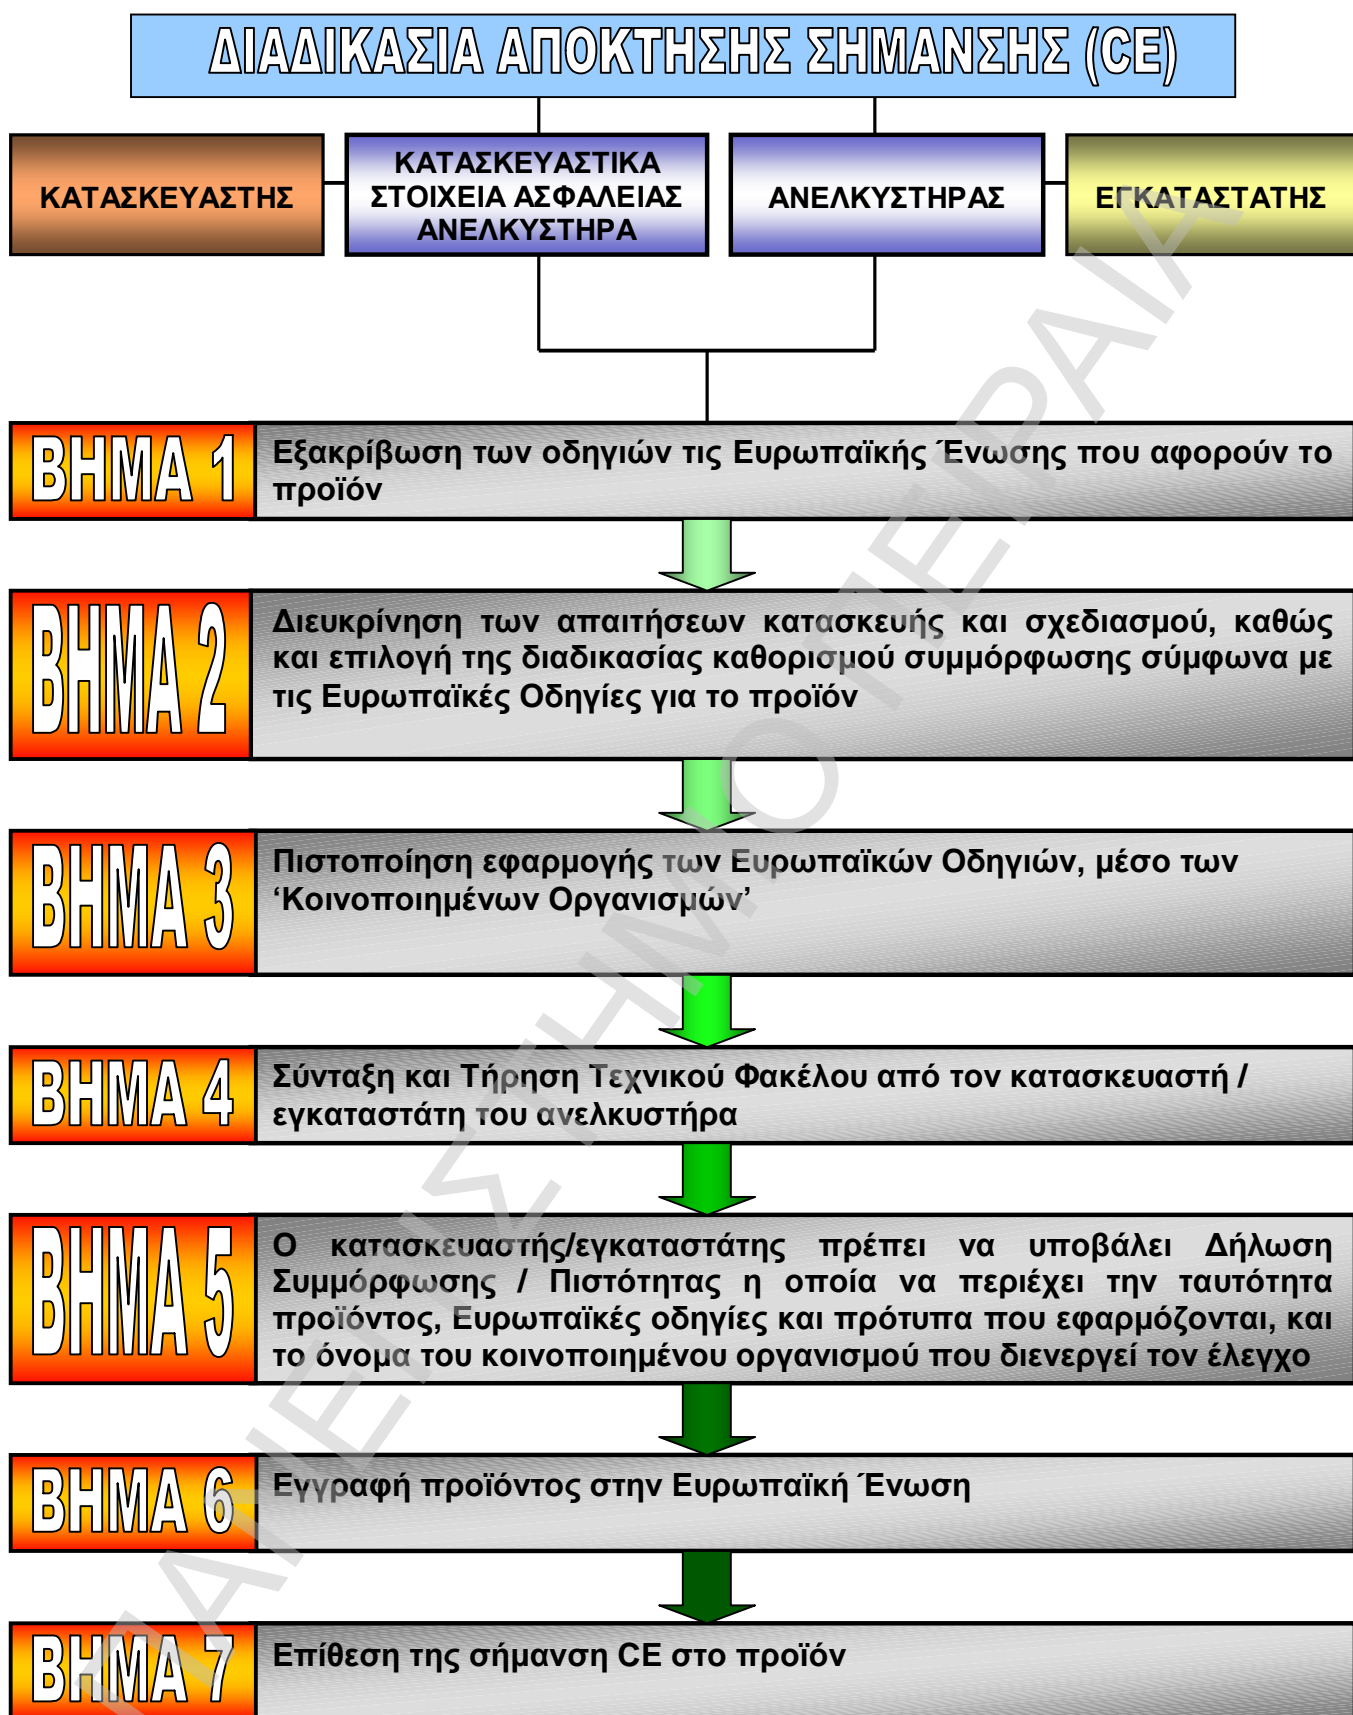 ΔΙΑΔΙΚΑΣΙΑ ΑΠΟΚΤΗΣΗΣ ΣΗΜΑΝΣΗΣ (CE)
ΚΑΤΑΣΚΕΥΑΣΤΗΣ
ΚΑΤΑΣΚΕΥΑΣΤΙΚΑ
ΣΤΟΙΧΕΙΑ ΑΣΦΑΛΕΙΑΣ
ΑΝΕΛΚΥΣΤΗΡΑ
ΑΝΕΛΚΥΣΤΗΡΑΣ
ΕΓΚΑΤΑΣΤΑΤΗΣ
ΒΗΜΑ 1
Εξακρίβωση των οδηγιών τις Ευρωπαϊκής Ένωσης που αφορούν το
προϊόν
ΒΗΜΑ 2
Διευκρίνηση των απαιτήσεων κατασκευής και σχεδιασμού, καθώς
και επιλογή της διαδικασίας καθορισμού συμμόρφωσης σύμφωνα με
τις Ευρωπαϊκές Οδηγίες για το προϊόν
ΒΗΜΑ 3
Πιστοποίηση εφαρμογής των Ευρωπαϊκών Οδηγιών, μέσο των
‘Κοινοποιημένων Οργανισμών’
ΒΗΜΑ 4
Σύνταξη και Τήρηση Τεχνικού Φακέλου από τον κατασκευαστή /
εγκαταστάτη του ανελκυστήρα
ΒΗΜΑ 5
Ο κατασκευαστής/εγκαταστάτης πρέπει να υποβάλει Δήλωση
Συμμόρφωσης / Πιστότητας η οποία να περιέχει την ταυτότητα
προϊόντος, Ευρωπαϊκές οδηγίες και πρότυπα που εφαρμόζονται, και
το όνομα του κοινοποιημένου οργανισμού που διενεργεί τον έλεγχο
ΒΗΜΑ 6
Εγγραφή προϊόντος στην Ευρωπαϊκή Ένωση
ΒΗΜΑ 7
Επίθεση της σήμανση CE στο προϊόν
ΠΑΝΕΠΙΣΤΗΜΙΟ ΠΕΙΡΑΙΑ